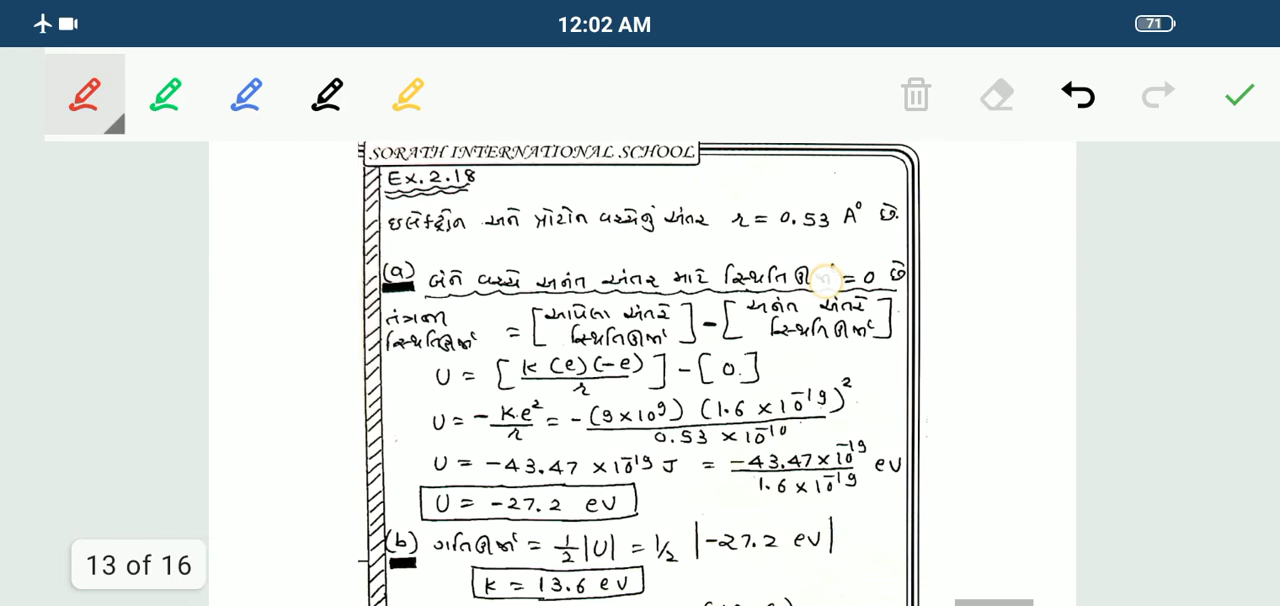 12:02 AM
71
SORATH INTERNATIONAL SCHOOL
Ex. 2.18
ઇલેક્ટ્રોન અને પ્રોટોન વચ્ચેનું અંતર r = 0.53 A° છે.
(a) બંને વચ્ચે અનંત અંતર માટે સ્થિતિઊર્જા = 0 છે
તંત્રની સ્થિતિઊર્જા = [આપેલા અંતરે સ્થિતિઊર્જા] - [અનંત અંતરે સ્થિતિઊર્જા]
U = [k (e)(-e) / r] - [0.]
U = - K.e² / r = - (9 × 10⁹) (1.6 × 10⁻¹⁹)² / 0.53 × 10⁻¹⁰
U = -43.47 × 10⁻¹⁹ J = -43.47 × 10⁻¹⁹ / 1.6 × 10⁻¹⁹ eV
U = -27.2 eV
(b) ગતિઊર્જા = 1/2 |U| = 1/2 |-27.2 eV|
K = 13.6 eV
13 of 16